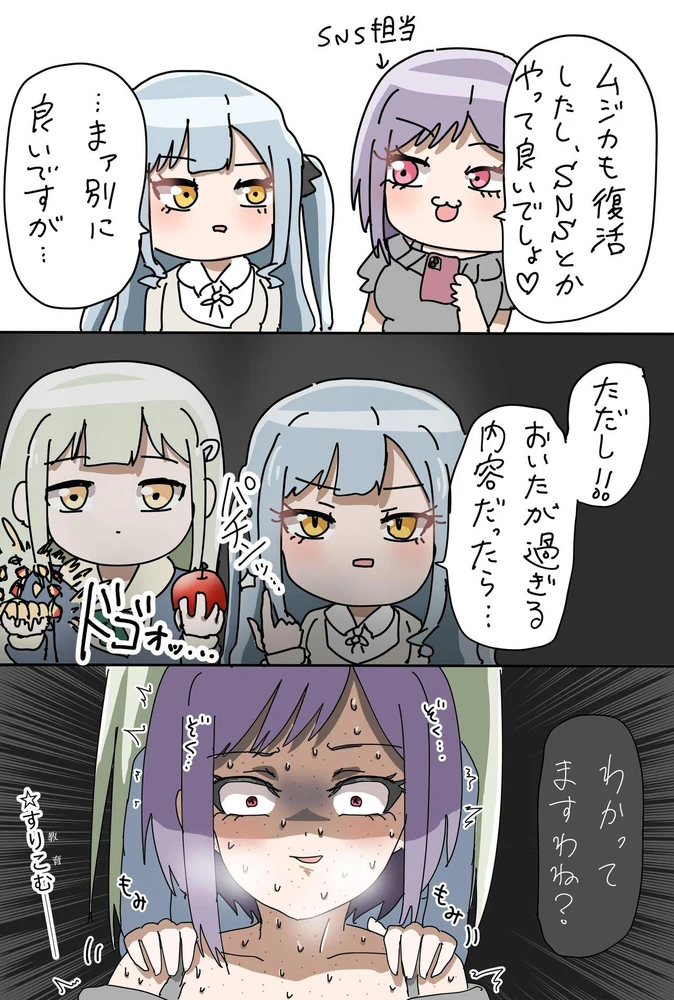 SNS担当
ムジカも復活
したし、SNSとか
やって良いでしょ♡
…まァ別に
良いですが…
ただし!!
おいたが過ぎる
内容だったら…
パチンッ…
ドゴォッ…
わかって
ますわね?
ぞく…
ぞく…
☆すりこむ
教育
もみ
もみ